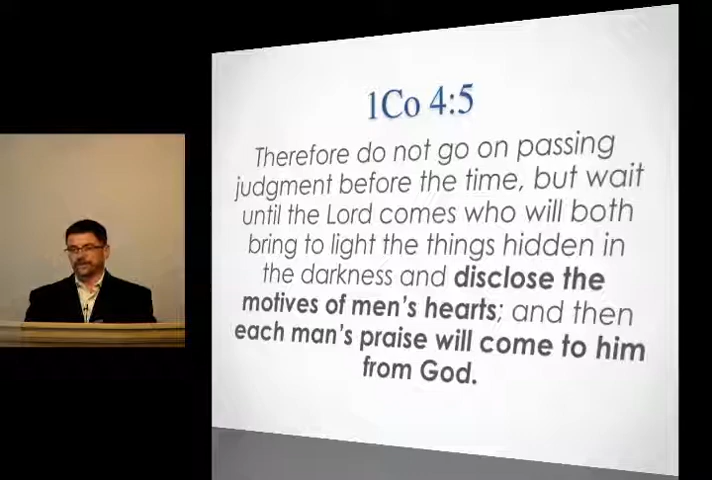 1Co 4:5
Therefore do not go on passing
judgment before the time, but wait
until the Lord comes who will both
bring to light the things hidden in
the darkness and disclose the
motives of men's hearts; and then
each man's praise will come to him
from God.